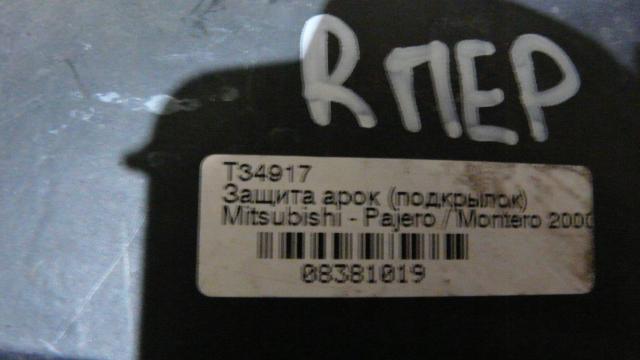 R ПЕР
T34917
Защита арок (подкрылок)
Mitsubishi - Pajero / Montero 2000
08381019